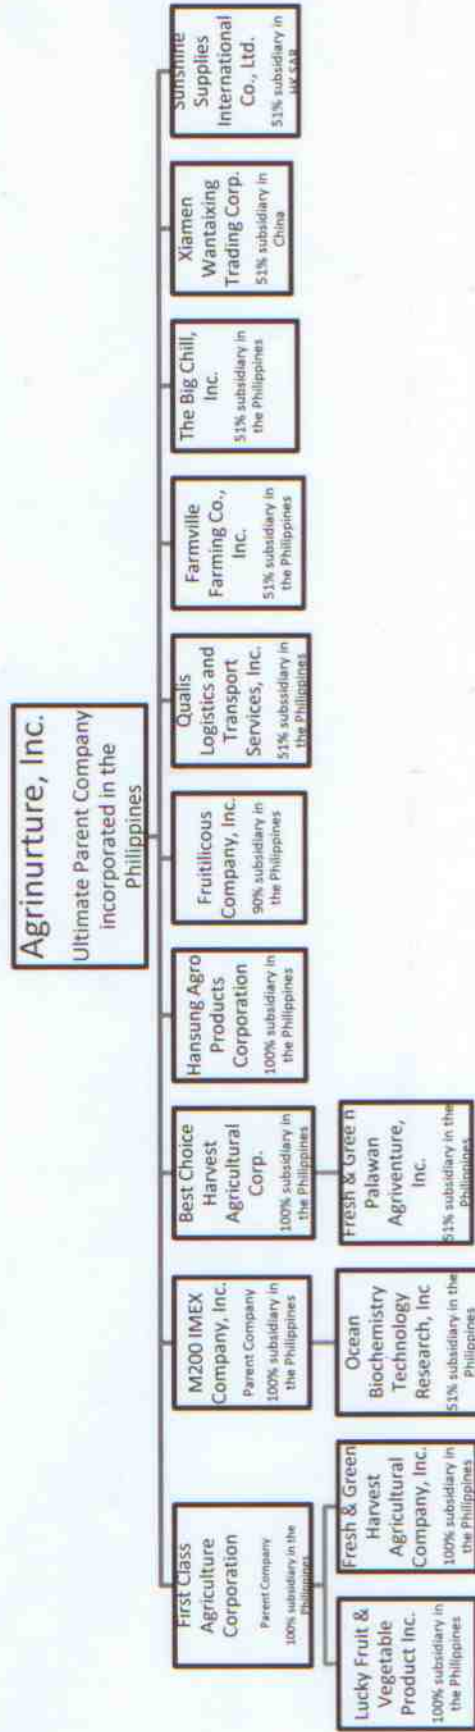 Agrinurture, Inc.
Ultimate Parent Company
incorporated in the
Philippines
First Class
Agriculture
Corporation
Parent Company
100% subsidiary in the
Philippines
M200 IMEX
Company, Inc.
Parent Company
100% subsidiary in
the Philippines
Best Choice
Harvest
Agricultural
Corp.
100% subsidiary in
the Philippines
Hansung Agro
Products
Corporation
100% subsidiary in
the Philippines
Fruitilicous
Company, Inc.
90% subsidiary in
the Philippines
Qualis
Logistics and
Transport
Services, Inc.
51% subssidiary in
the Philippines
Farmville
Farming Co.,
Inc.
51% subsidiary in
the Philippines
The Big Chill,
Inc.
51% subsidiary in
the Philippines
Xiamen
Wantaixing
Trading Corp.
51% subsidiary in
China
Sunshine
Supplies
International
Co., Ltd.
51% subsidiary in
HK SAR
Lucky Fruit &
Vegetable
Product Inc.
100% subsidiary in
the Philippines
Fresh & Green
Harvest
Agricultural
Company, Inc.
100% subsidiary in
the Philippines
Ocean
Biochemistry
Technology
Research, Inc
51% subsidiary in the
Philippines
Fresh & Gree n
Palawan
Agriventure,
Inc.
51% subsidiary in the
Philippines